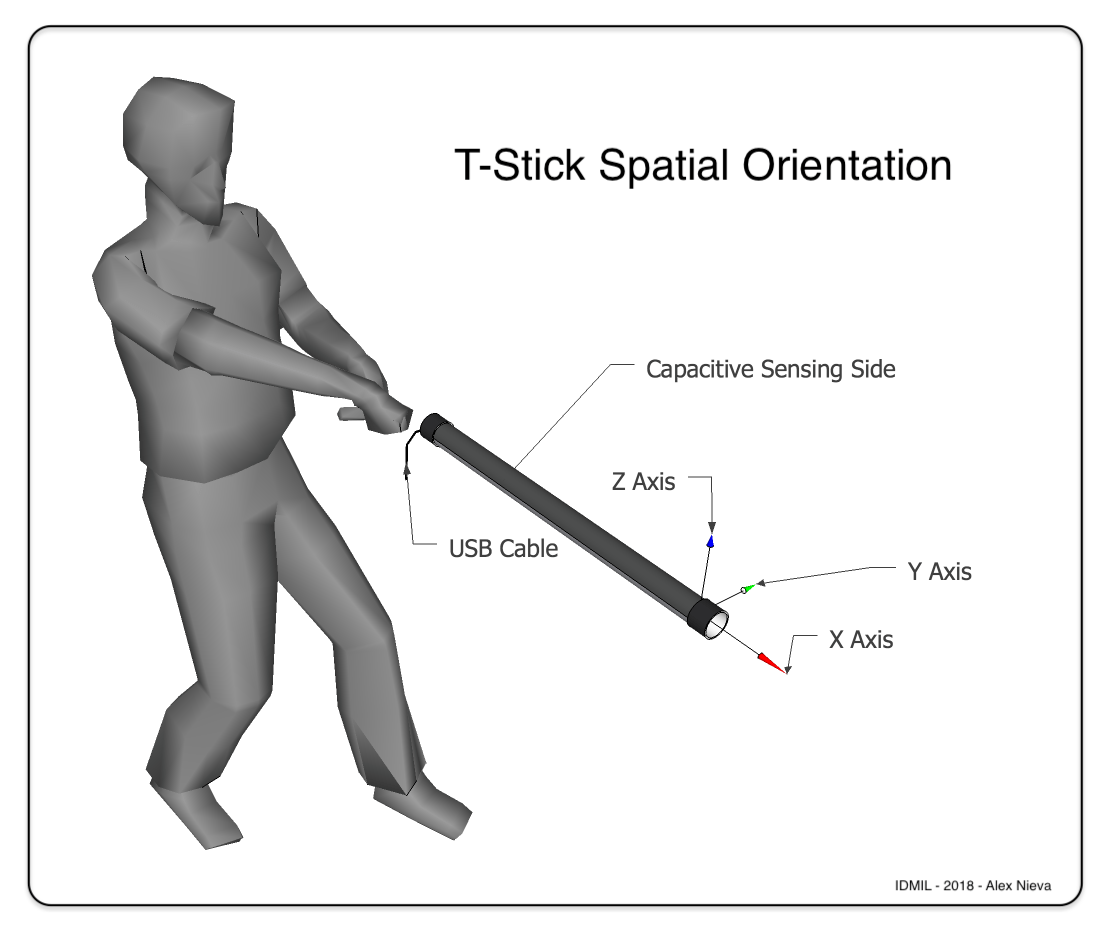 T-Stick Spatial Orientation
Capacitive Sensing Side
Z Axis
USB Cable
Y Axis
X Axis
IDMIL - 2018 - Alex Nieva